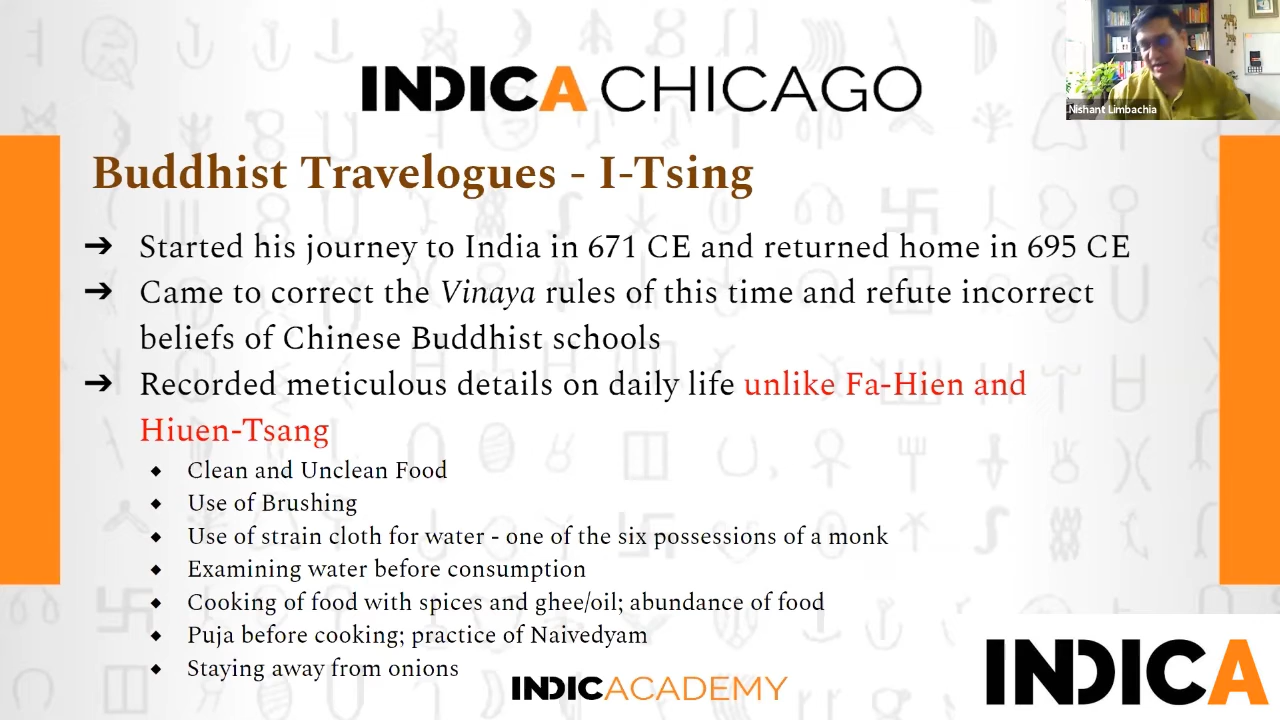 INDICA CHICAGO
Nishant Limbachia
Buddhist Travelogues - I-Tsing
➔ Started his journey to India in 671 CE and returned home in 695 CE
➔ Came to correct the Vinaya rules of this time and refute incorrect
beliefs of Chinese Buddhist schools
➔ Recorded meticulous details on daily life unlike Fa-Hien and
Hiuen-Tsang
◆ Clean and Unclean Food
◆ Use of Brushing
◆ Use of strain cloth for water - one of the six possessions of a monk
◆ Examining water before consumption
◆ Cooking of food with spices and ghee/oil; abundance of food
◆ Puja before cooking; practice of Naivedyam
◆ Staying away from onions
INDICACADEMY
INDICA